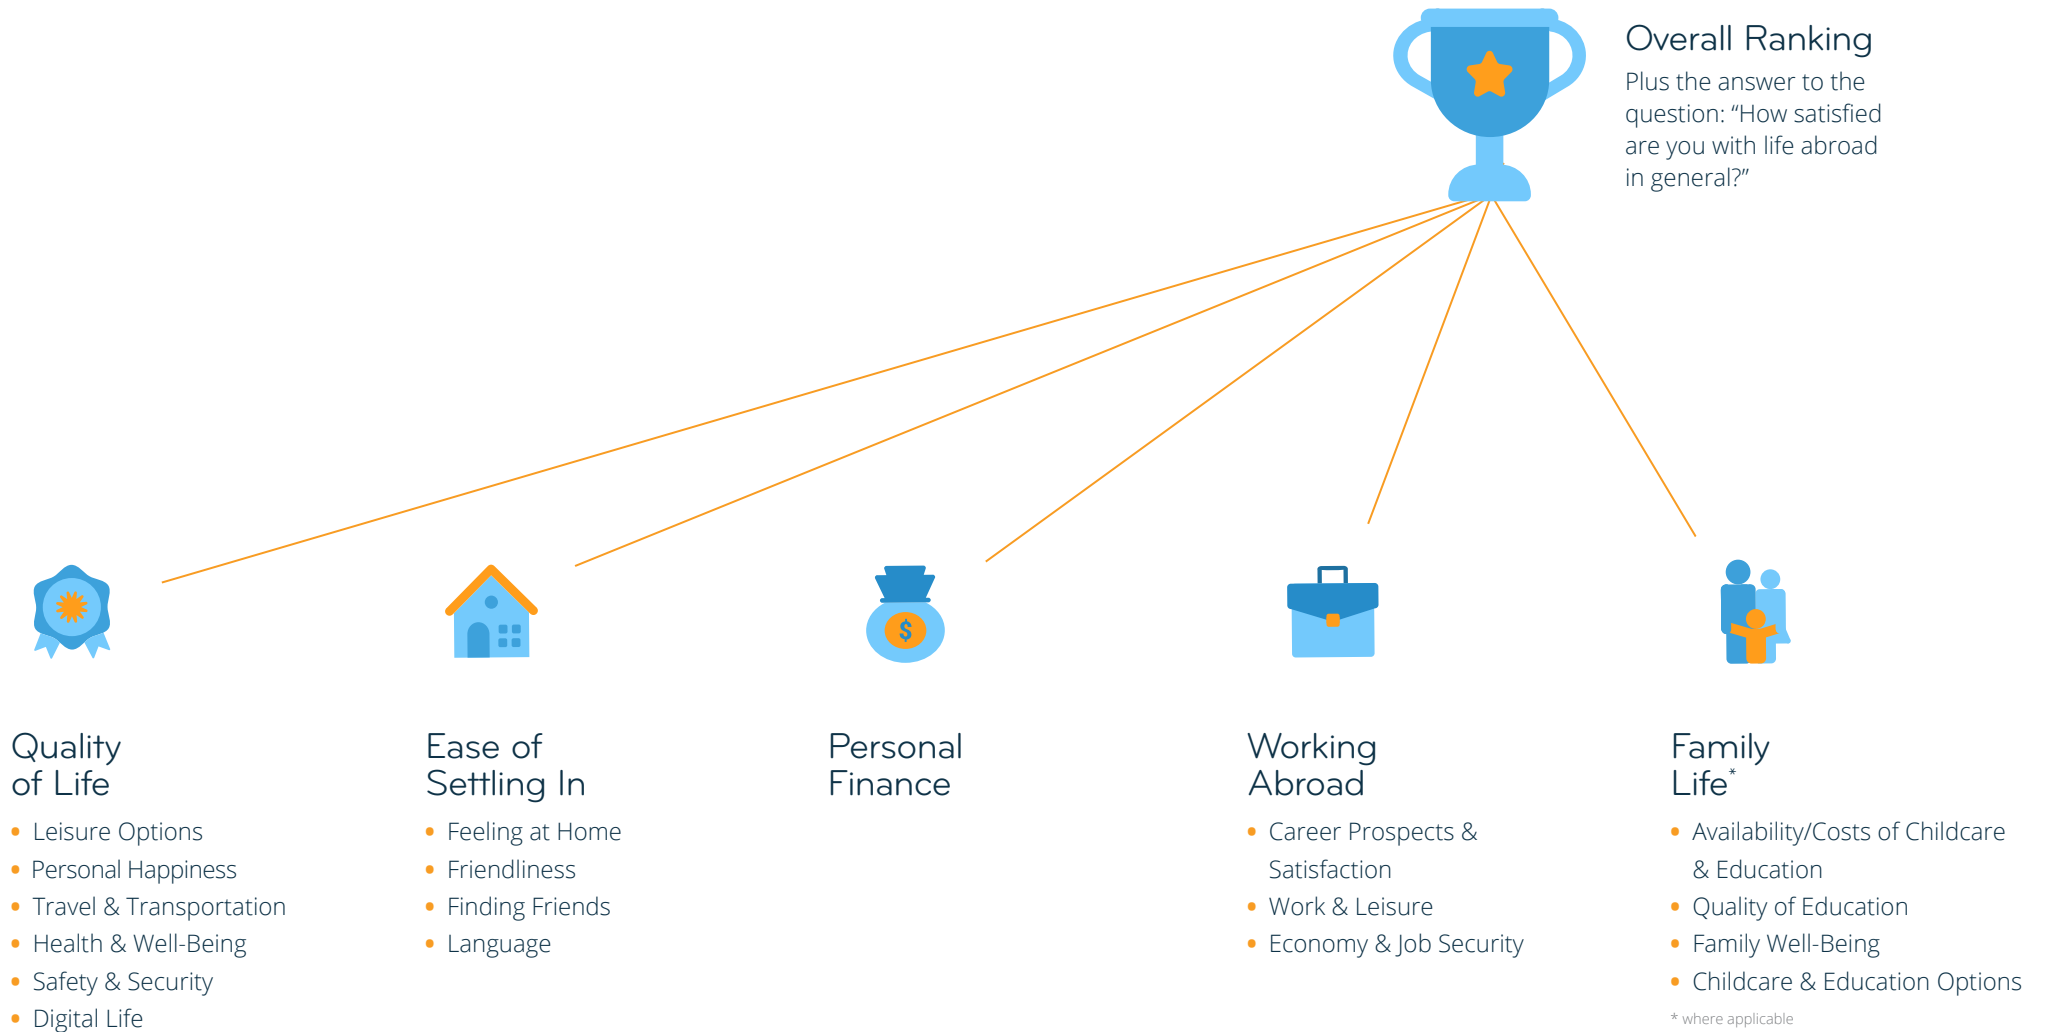 Overall Ranking
Plus the answer to the
question: “How satisfied
are you with life abroad
in general?”
$
Quality
of Life
• Leisure Options
• Personal Happiness
• Travel & Transportation
• Health & Well-Being
• Safety & Security
• Digital Life
Ease of
Settling In
• Feeling at Home
• Friendliness
• Finding Friends
• Language
Personal
Finance
Working
Abroad
• Career Prospects &
Satisfaction
• Work & Leisure
• Economy & Job Security
Family
Life*
• Availability/Costs of Childcare
& Education
• Quality of Education
• Family Well-Being
• Childcare & Education Options
* where applicable